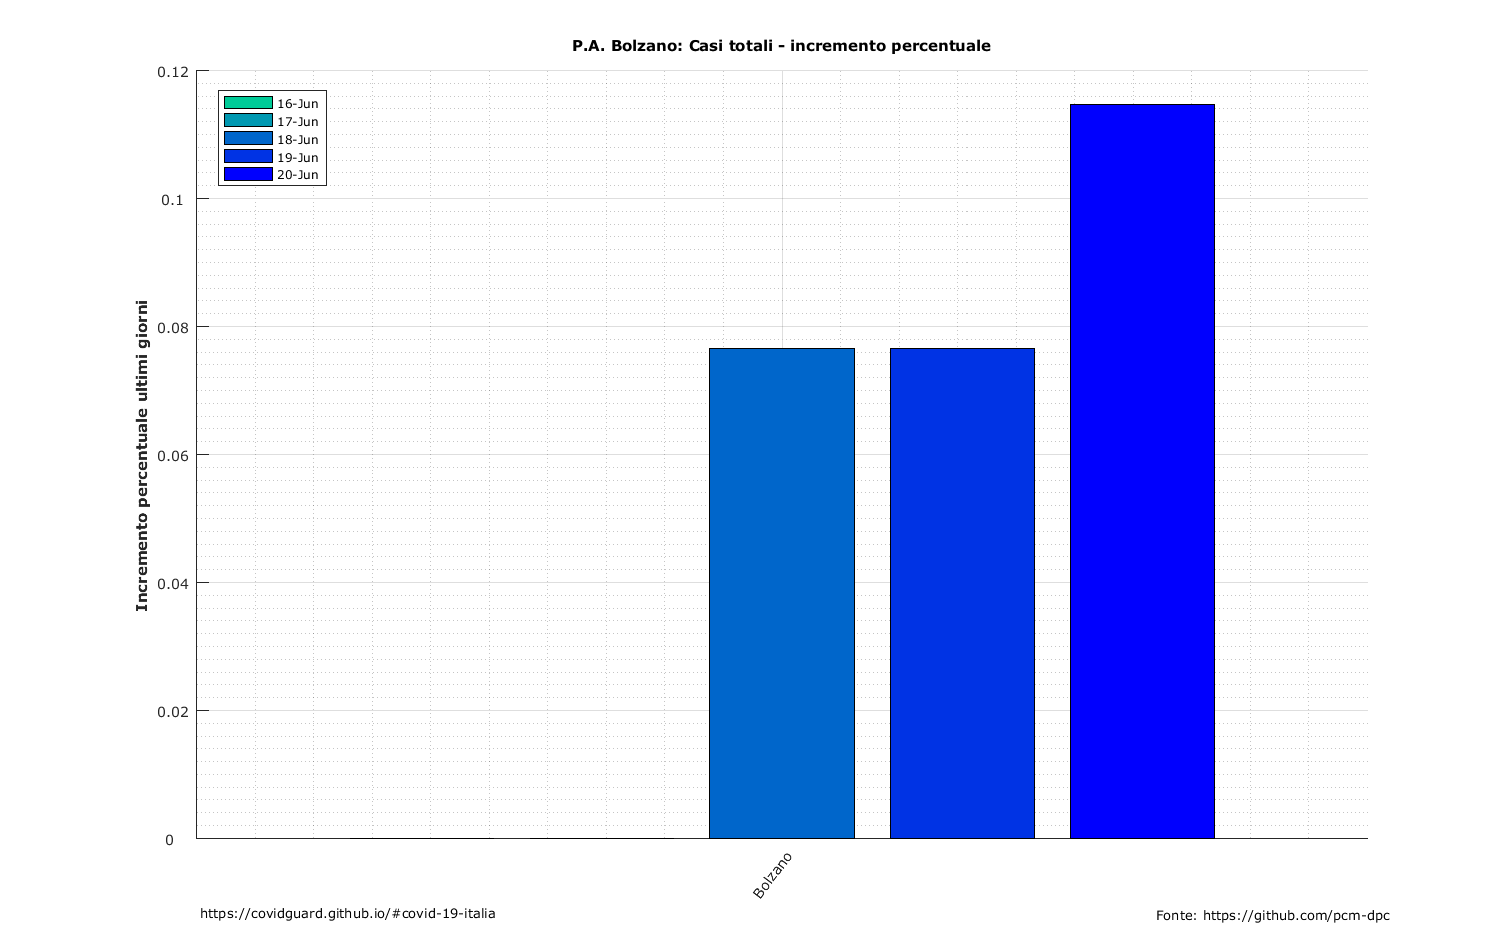 P.A. Bolzano: Casi totali - incremento percentuale
0.12
0.1
0.08
0.06
0.04
0.02
0
Incremento percentuale ultimi giorni
16-Jun
17-Jun
18-Jun
19-Jun
20-Jun
Bolzano
https://covidguard.github.io/#covid-19-italia
Fonte: https://github.com/pcm-dpc